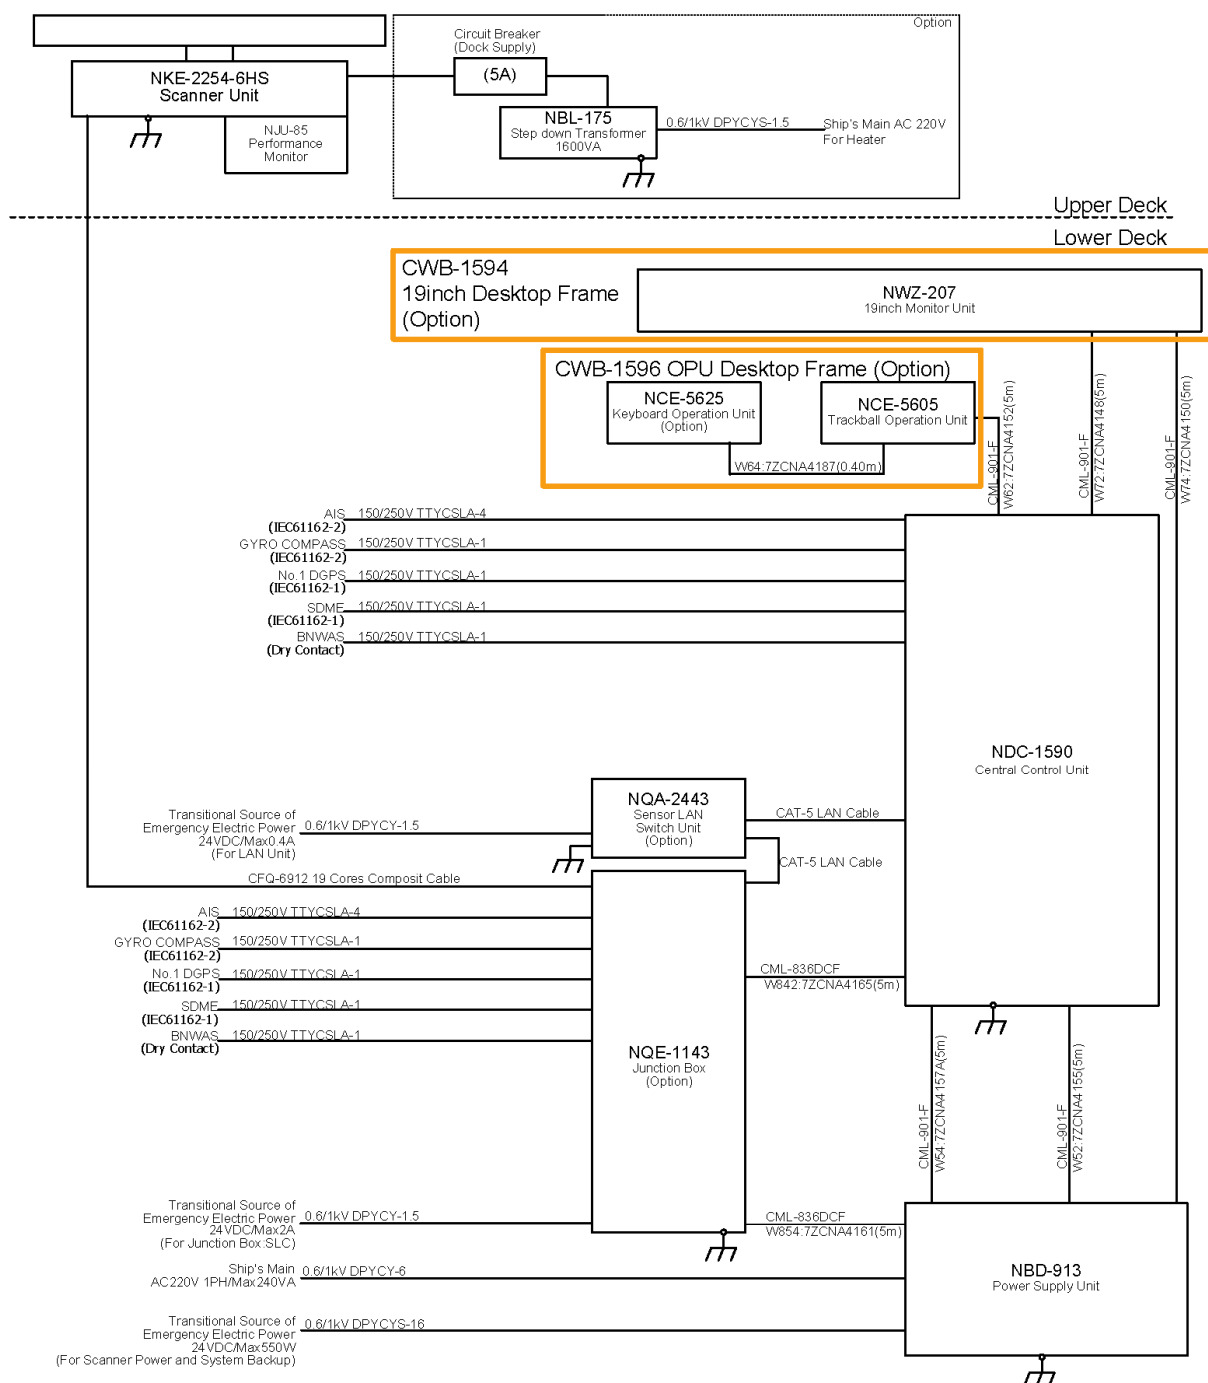 Option
Circuit Breaker
(Dock Supply)
(5A)
NKE-2254-6HS
Scanner Unit
NJU-85
Performance
Monitor
NBL-175
Step down Transformer
1600VA
0.6/1kV DPYCYS-1.5
Ship's Main AC 220V
For Heater
Upper Deck
Lower Deck
CWB-1594
19inch Desktop Frame
(Option)
NWZ-207
19inch Monitor Unit
CWB-1596 OPU Desktop Frame (Option)
NCE-5625
Keyboard Operation Unit
(Option)
NCE-5605
Trackball Operation Unit
W64:7ZCNA4187(0.40m)
CML-901-F
W62:7ZCNA4152(5m)
CML-901-F
W72:7ZCNA4148(5m)
CML-901-F
W74:7ZCNA4150(5m)
AIS 150/250V TTYCSLA-4
(IEC61162-2)
GYRO COMPASS 150/250V TTYCSLA-1
(IEC61162-2)
No.1 DGPS 150/250V TTYCSLA-1
(IEC61162-1)
SDME 150/250V TTYCSLA-1
(IEC61162-1)
BNWAS 150/250V TTYCSLA-1
(Dry Contact)
NDC-1590
Central Control Unit
NQA-2443
Sensor LAN
Switch Unit
(Option)
CAT-5 LAN Cable
CAT-5 LAN Cable
Transitional Source of
Emergency Electric Power 0.6/1kV DPYCY-1.5
24VDC/Max0.4A
(For LAN Unit)
CFQ-6912 19 Cores Composit Cable
AIS 150/250V TTYCSLA-4
(IEC61162-2)
GYRO COMPASS 150/250V TTYCSLA-1
(IEC61162-2)
No.1 DGPS 150/250V TTYCSLA-1
(IEC61162-1)
SDME 150/250V TTYCSLA-1
(IEC61162-1)
BNWAS 150/250V TTYCSLA-1
(Dry Contact)
CML-836DCF
W842:7ZCNA4165(5m)
NQE-1143
Junction Box
(Option)
CML-901-F
W54:7ZCNA4157A(5m)
CML-901-F
W52:7ZCNA4155(5m)
Transitional Source of
Emergency Electric Power 0.6/1kV DPYCY-1.5
24VDC/Max2A
(For Junction Box:SLC)
CML-836DCF
W854:7ZCNA4161(5m)
Ship's Main 0.6/1kV DPYCY-6
AC220V 1PH/Max240VA
NBD-913
Power Supply Unit
Transitional Source of
Emergency Electric Power 0.6/1kV DPYCYS-16
24VDC/Max550W
(For Scanner Power and System Backup)